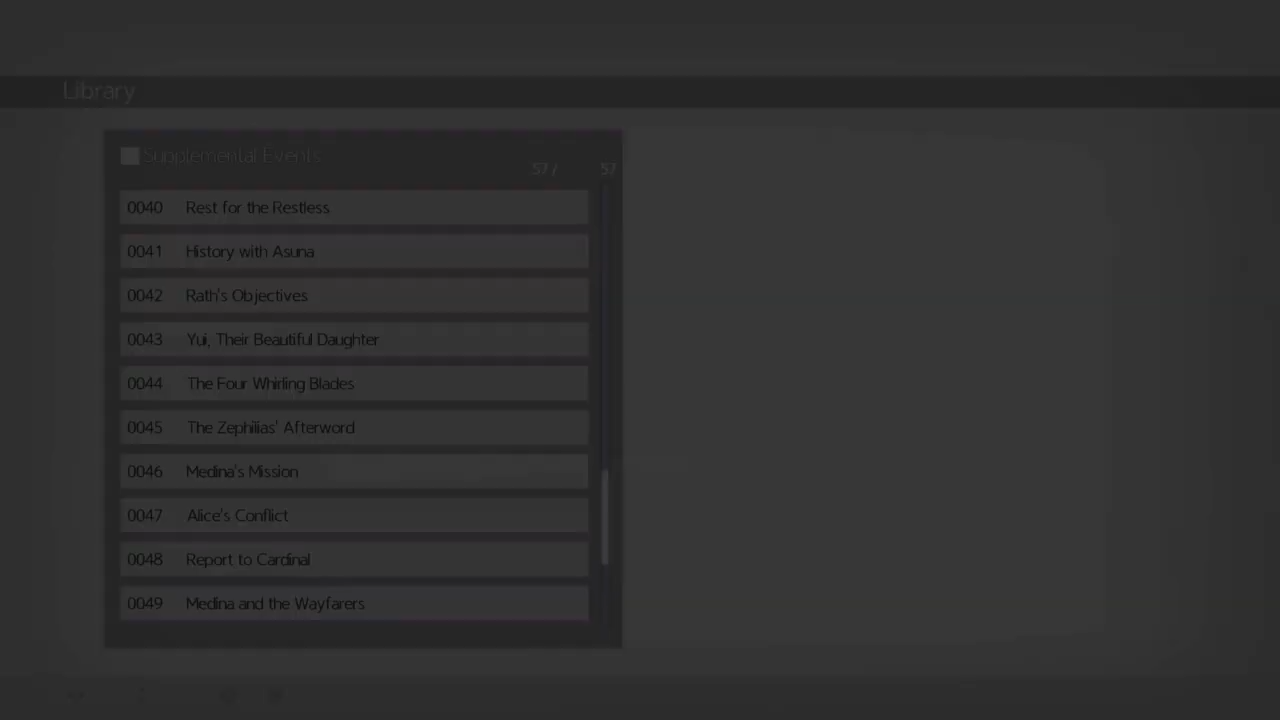 Library
Supplemental Events
57 / 57
0040 Rest for the Restless
0041 History with Asuna
0042 Rath's Objectives
0043 Yui, Their Beautiful Daughter
0044 The Four Whirling Blades
0045 The Zephilias' Afterword
0046 Medina's Mission
0047 Alice's Conflict
0048 Report to Cardinal
0049 Medina and the Wayfarers